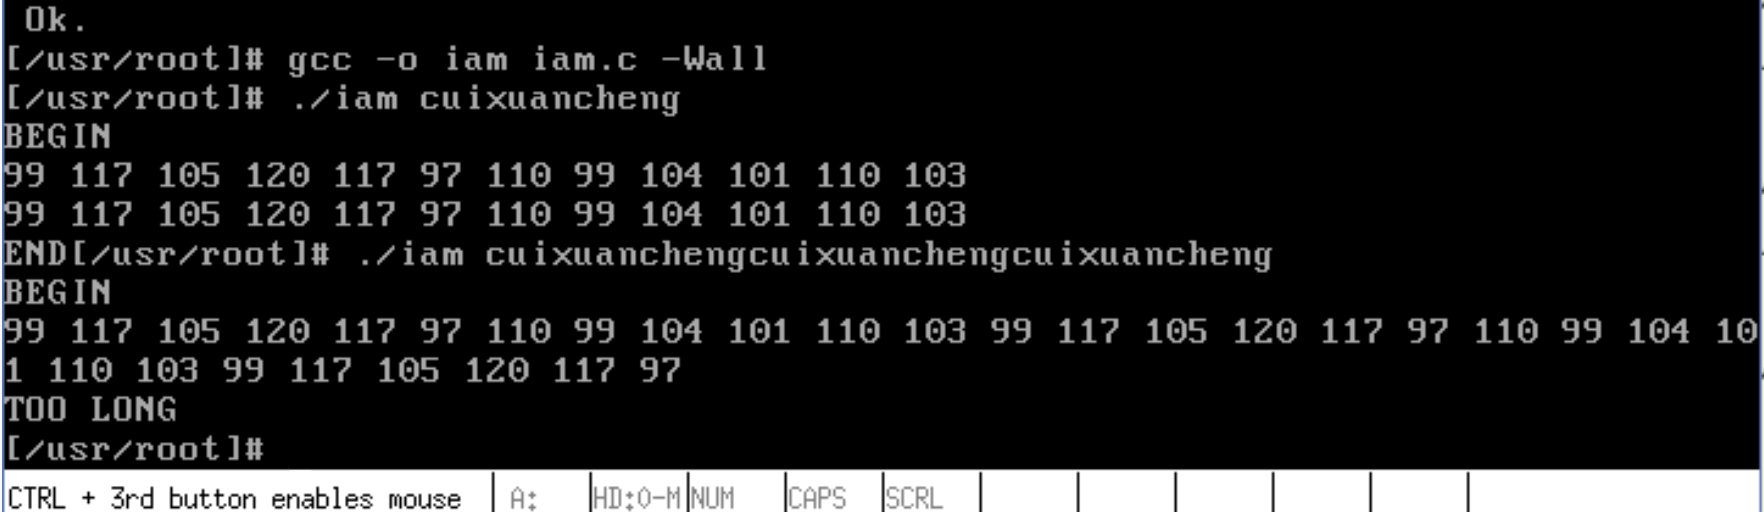 Ok.
[/usr/root]# gcc -o iam iam.c -Wall
[/usr/root]# ./iam cuixuancheng
BEGIN
99 117 105 120 117 97 110 99 104 101 110 103
99 117 105 120 117 97 110 99 104 101 110 103
END[/usr/root]# ./iam cuixuanchengcuixuanchengcuixuancheng
BEGIN
99 117 105 120 117 97 110 99 104 101 110 103 99 117 105 120 117 97 110 99 104 10
1 110 103 99 117 105 120 117 97
TOO LONG
[/usr/root]#
CTRL + 3rd button enables mouse A: HD:0-M NUM CAPS SCRL